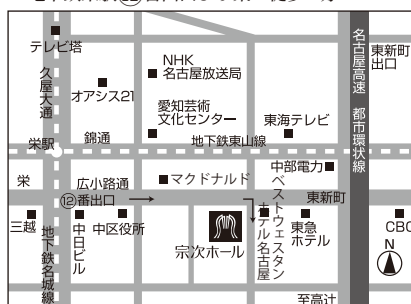 テレビ塔
久屋大通
オアシス21
NHK
名古屋放送局
愛知芸術
文化センター
東海テレビ
名古屋高速 都市環状線
東新町
出口
栄駅
錦通
地下鉄東山線
中部電力
栄
広小路通
マクドナルド
⑫番出口
東新町
三越
地下鉄名城線
中日
ビル
中区役所
宗次ホール
ベストウェスタン
ホテル名古屋
東急
ホテル
CBC
N
至高辻